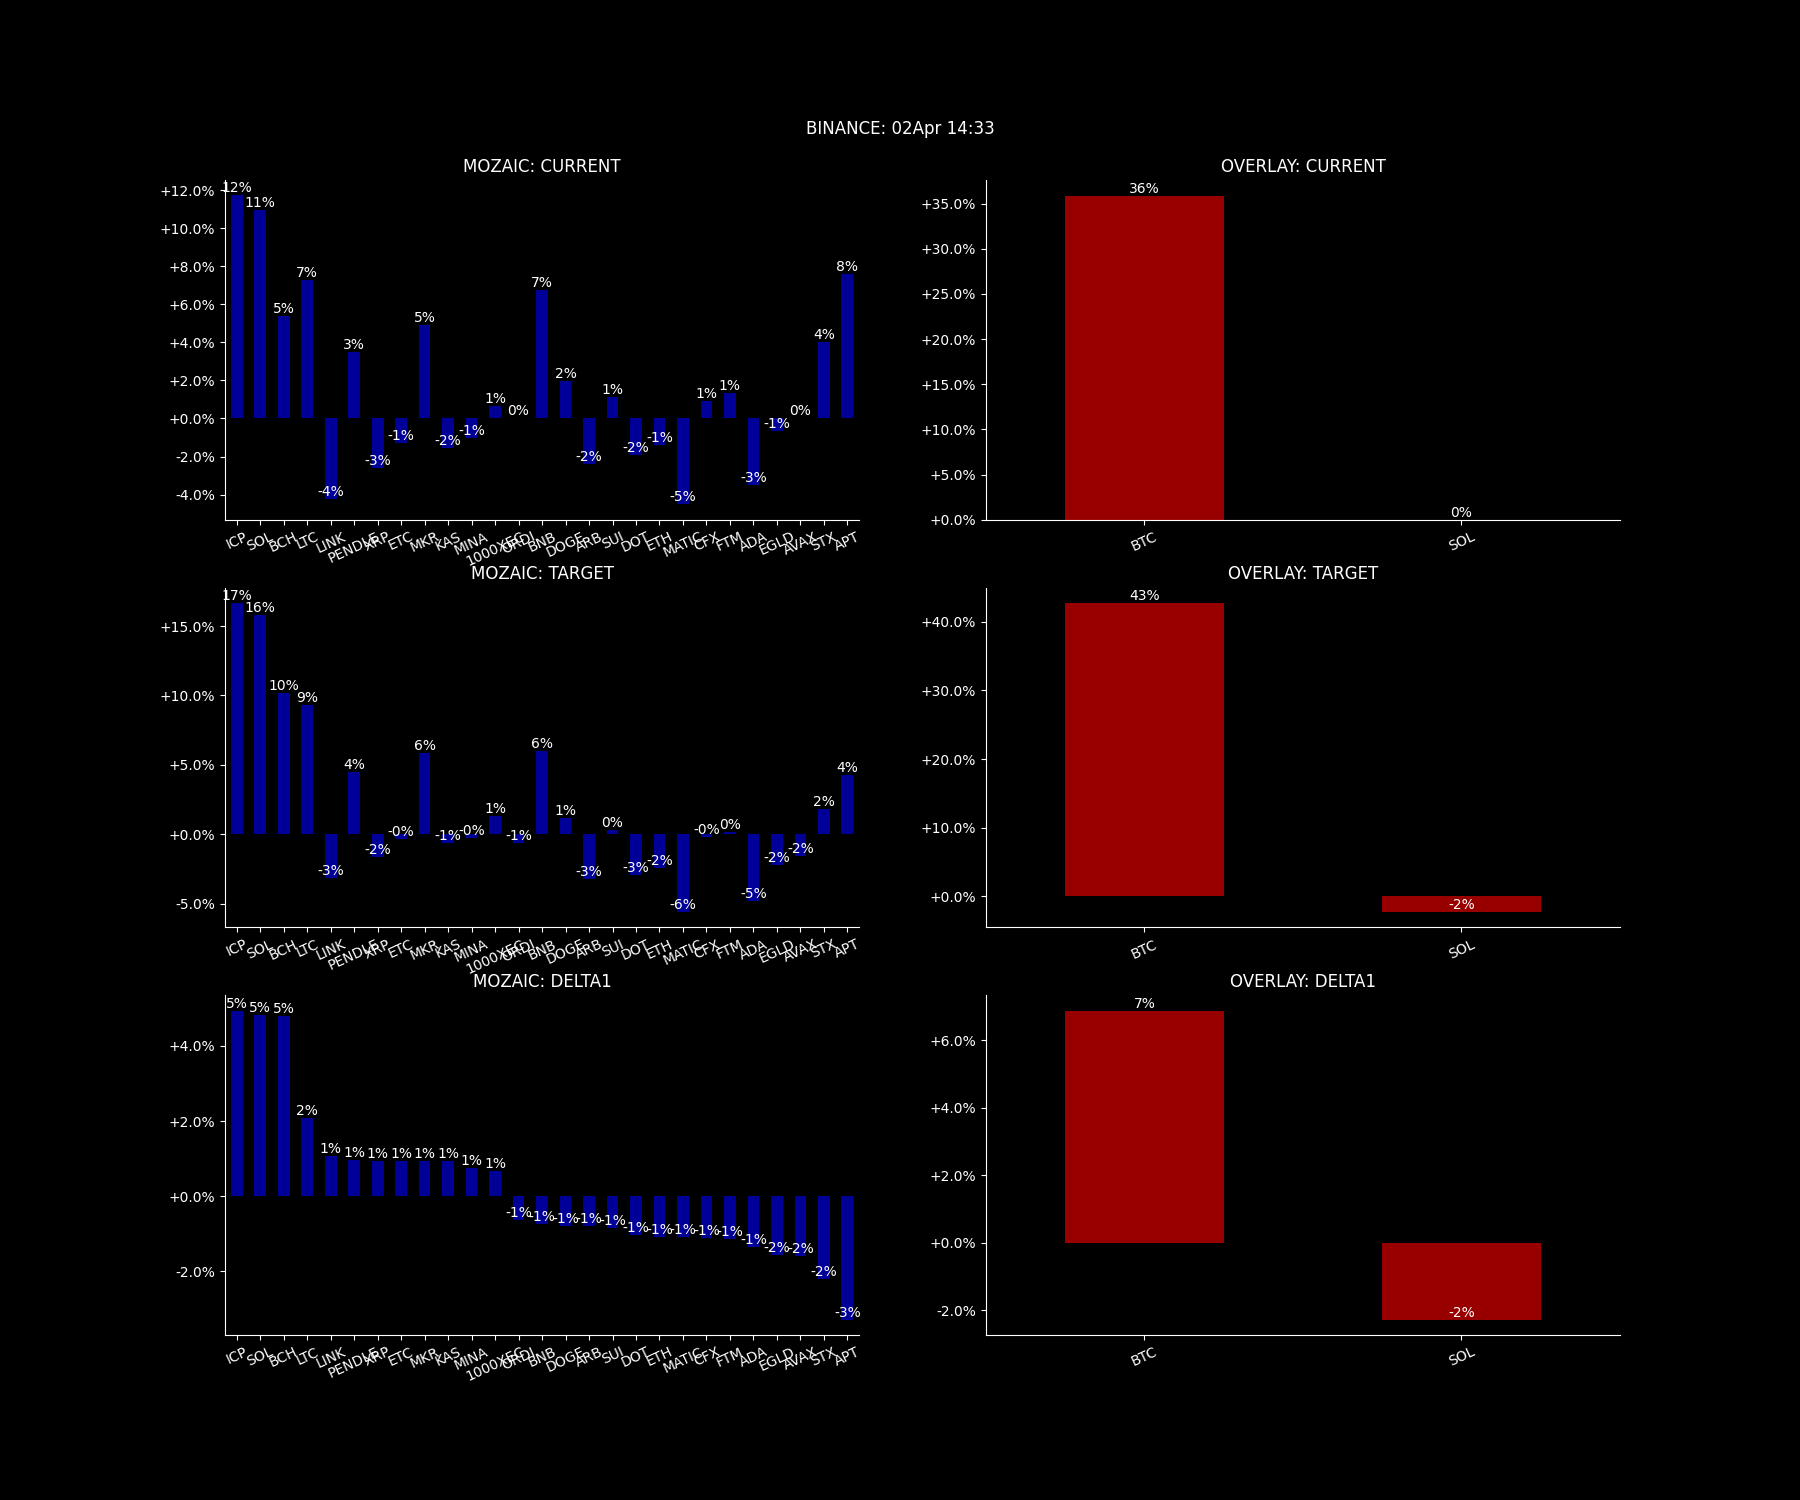 BINANCE: 02Apr 14:33
MOZAIC: CURRENT
+12.0%
+10.0%
+8.0%
+6.0%
+4.0%
+2.0%
+0.0%
-2.0%
-4.0%
12% 11% 5% 7% -4% 3% -3% -1% 5% -2% -1% 1% 0% 7% 2% -2% 1% -2% -1% -5% 1% 1% -3% -1% 0% 4% 8%
ICP SOL BCH LTC LINK PENDLE XRP ETC MKR KAS MINA 1000XEC ORDI BNB DOGE ARB SUI DOT ETH MATIC CFX FTM ADA EGLD AVAX STX APT
OVERLAY: CURRENT
+35.0%
+30.0%
+25.0%
+20.0%
+15.0%
+10.0%
+5.0%
+0.0%
36% 0%
BTC SOL
MOZAIC: TARGET
+15.0%
+10.0%
+5.0%
+0.0%
-5.0%
17% 16% 10% 9% -3% 4% -2% -0% 6% -1% -0% 1% -1% 6% 1% -3% 0% -3% -2% -6% -0% 0% -5% -2% -2% 2% 4%
ICP SOL BCH LTC LINK PENDLE XRP ETC MKR KAS MINA 1000XEC ORDI BNB DOGE ARB SUI DOT ETH MATIC CFX FTM ADA EGLD AVAX STX APT
OVERLAY: TARGET
+40.0%
+30.0%
+20.0%
+10.0%
+0.0%
43% -2%
BTC SOL
MOZAIC: DELTA1
+4.0%
+2.0%
+0.0%
-2.0%
5% 5% 5% 2% 1% 1% 1% 1% 1% 1% 1% 1% -1% -1% -1% -1% -1% -1% -1% -1% -1% -1% -1% -2% -2% -2% -3%
ICP SOL BCH LTC LINK PENDLE XRP ETC MKR KAS MINA 1000XEC ORDI BNB DOGE ARB SUI DOT ETH MATIC CFX FTM ADA EGLD AVAX STX APT
OVERLAY: DELTA1
+6.0%
+4.0%
+2.0%
+0.0%
-2.0%
7% -2%
BTC SOL